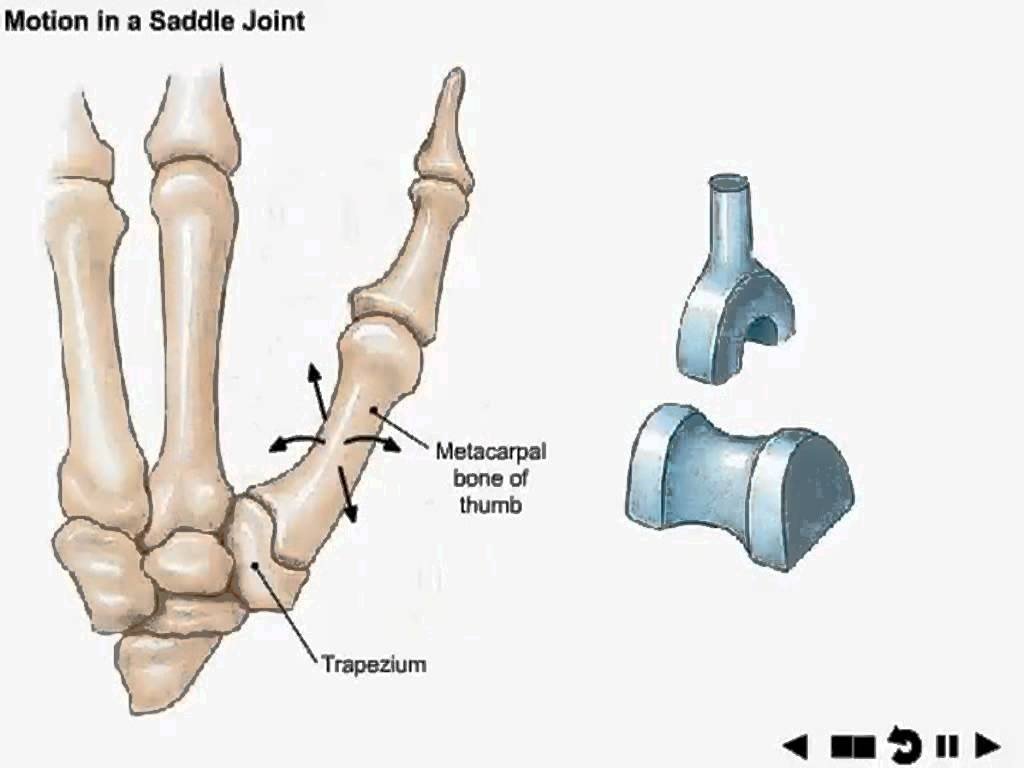 Motion in a Saddle Joint
Metacarpal
bone of
thumb
Trapezium